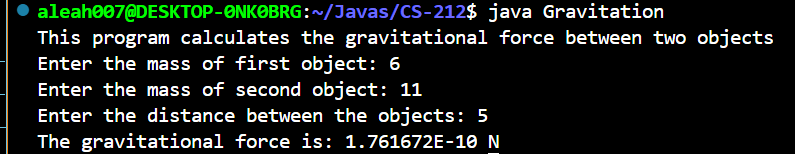 aleah007@DESKTOP-0NK0BRG:~/Javas/CS-212$ java Gravitation
This program calculates the gravitational force between two objects
Enter the mass of first object: 6
Enter the mass of second object: 11
Enter the distance between the objects: 5
The gravitational force is: 1.761672E-10 N